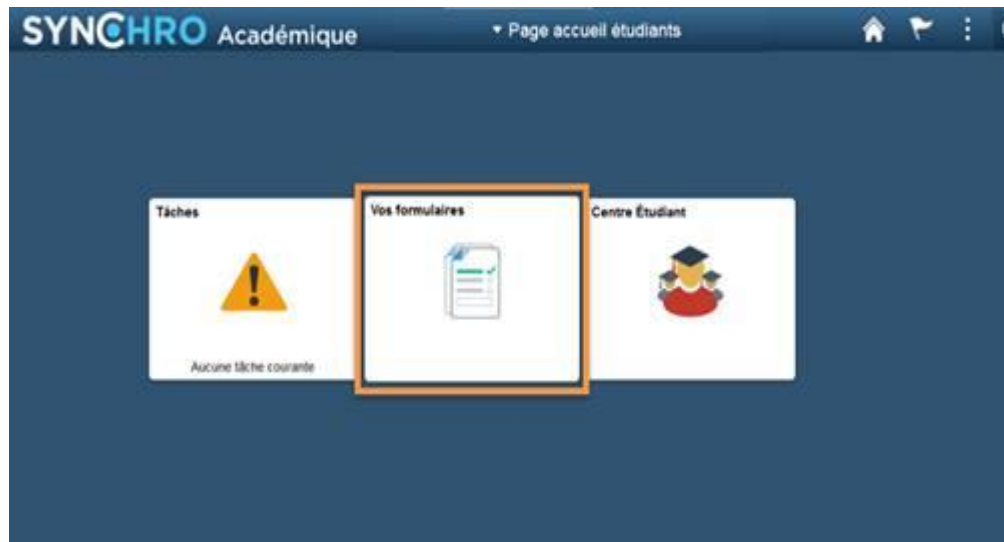 SYNCHRO Académique
Page accueil étudiants
Tâches
Vos formulaires
Centre Étudiant
Aucune tâche courante